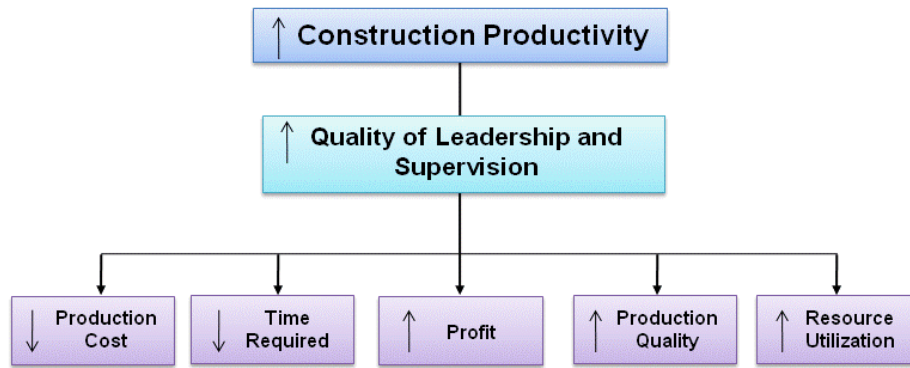 ↑ Construction Productivity
↑ Quality of Leadership and
Supervision
↓ Production
Cost
↓ Time
Required
↑ Profit
↑ Production
Quality
↑ Resource
Utilization